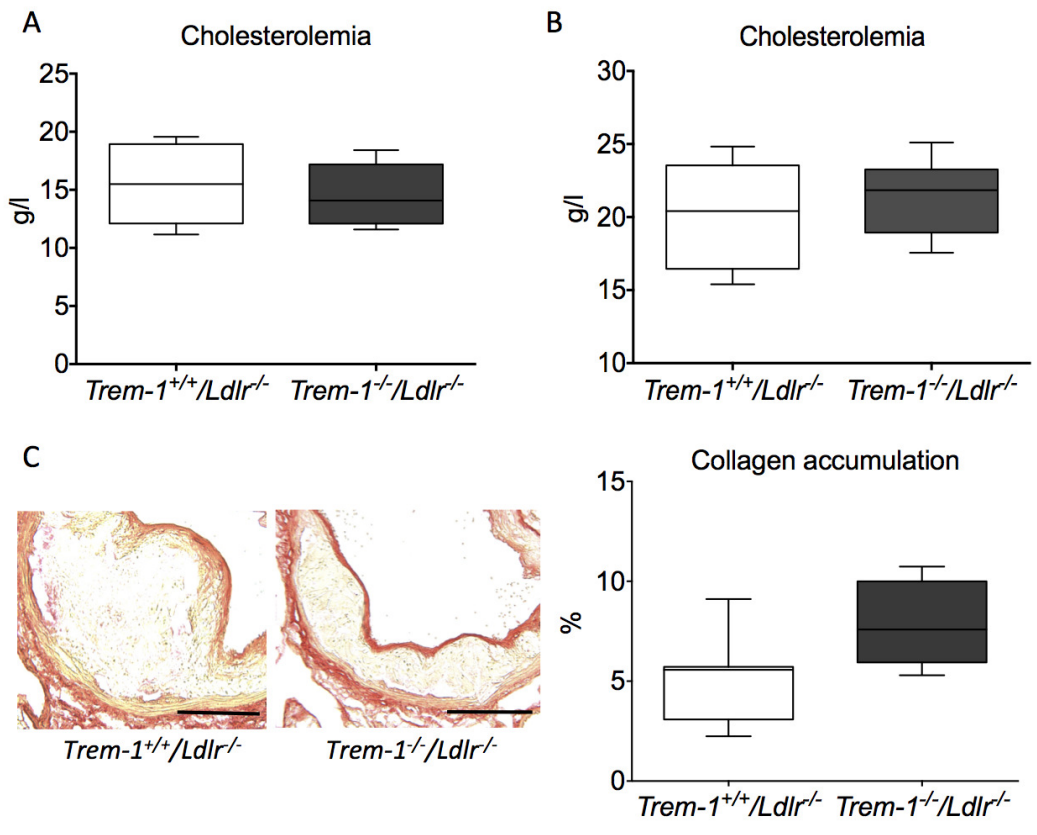 A
Cholesterolemia
25
20
15
10
5
0
g/l
Trem-1+/+/Ldlr-/-
Trem-1-/-/Ldlr-/-
B
Cholesterolemia
30
25
20
15
10
g/l
Trem-1+/+/Ldlr-/-
Trem-1-/-/Ldlr-/-
C
Trem-1+/+/Ldlr-/-
Trem-1-/-/Ldlr-/-
Collagen accumulation
15
10
5
0
%
Trem-1+/+/Ldlr-/-
Trem-1-/-/Ldlr-/-